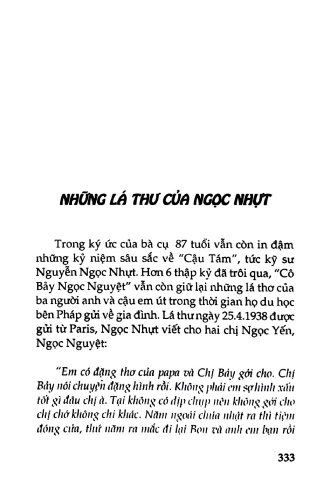 NHỮNG LÁ THƯ CỦA NGỌC NHỰT
Trong ký ức của bà cụ 87 tuổi vẫn còn in đậm
những kỷ niệm sâu sắc về "Cậu Tám", tức kỹ sư
Nguyễn Ngọc Nhựt. Hơn 6 thập kỷ đã trôi qua, "Cô
Bảy Ngọc Nguyệt" vẫn còn giữ lại những lá thơ của
ba người anh và cậu em út trong thời gian họ du học
bên Pháp gửi về gia đình. Lá thư ngày 25.4.1938 được
gửi từ Paris, Ngọc Nhựt viết cho hai chị Ngọc Yến,
Ngọc Nguyệt:
"Em có đặng thơ của papa và Chị Bảy gởi cho. Chị
Bảy nói chuyện đặng hình rồi. Không phải em sợ hình xấu
tốt gì đâu chị à. Tại không có dịp chụp nên không gởi cho
chị chớ không chi khác. Năm ngoái chúa nhật ra thì tiệm
đóng cửa, thứ năm ra mắc đi lại Bon và anh em bạn rồi
333